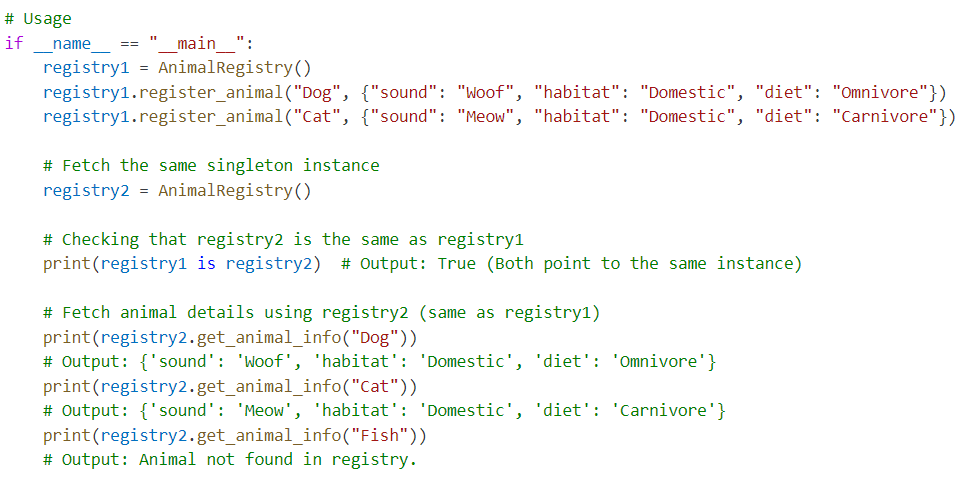 # Usage
if __name__ == "__main__":
    registry1 = AnimalRegistry()
    registry1.register_animal("Dog", {"sound": "Woof", "habitat": "Domestic", "diet": "Omnivore"})
    registry1.register_animal("Cat", {"sound": "Meow", "habitat": "Domestic", "diet": "Carnivore"})

    # Fetch the same singleton instance
    registry2 = AnimalRegistry()

    # Checking that registry2 is the same as registry1
    print(registry1 is registry2)  # Output: True (Both point to the same instance)

    # Fetch animal details using registry2 (same as registry1)
    print(registry2.get_animal_info("Dog"))
    # Output: {'sound': 'Woof', 'habitat': 'Domestic', 'diet': 'Omnivore'}
    print(registry2.get_animal_info("Cat"))
    # Output: {'sound': 'Meow', 'habitat': 'Domestic', 'diet': 'Carnivore'}
    print(registry2.get_animal_info("Fish"))
    # Output: Animal not found in registry.